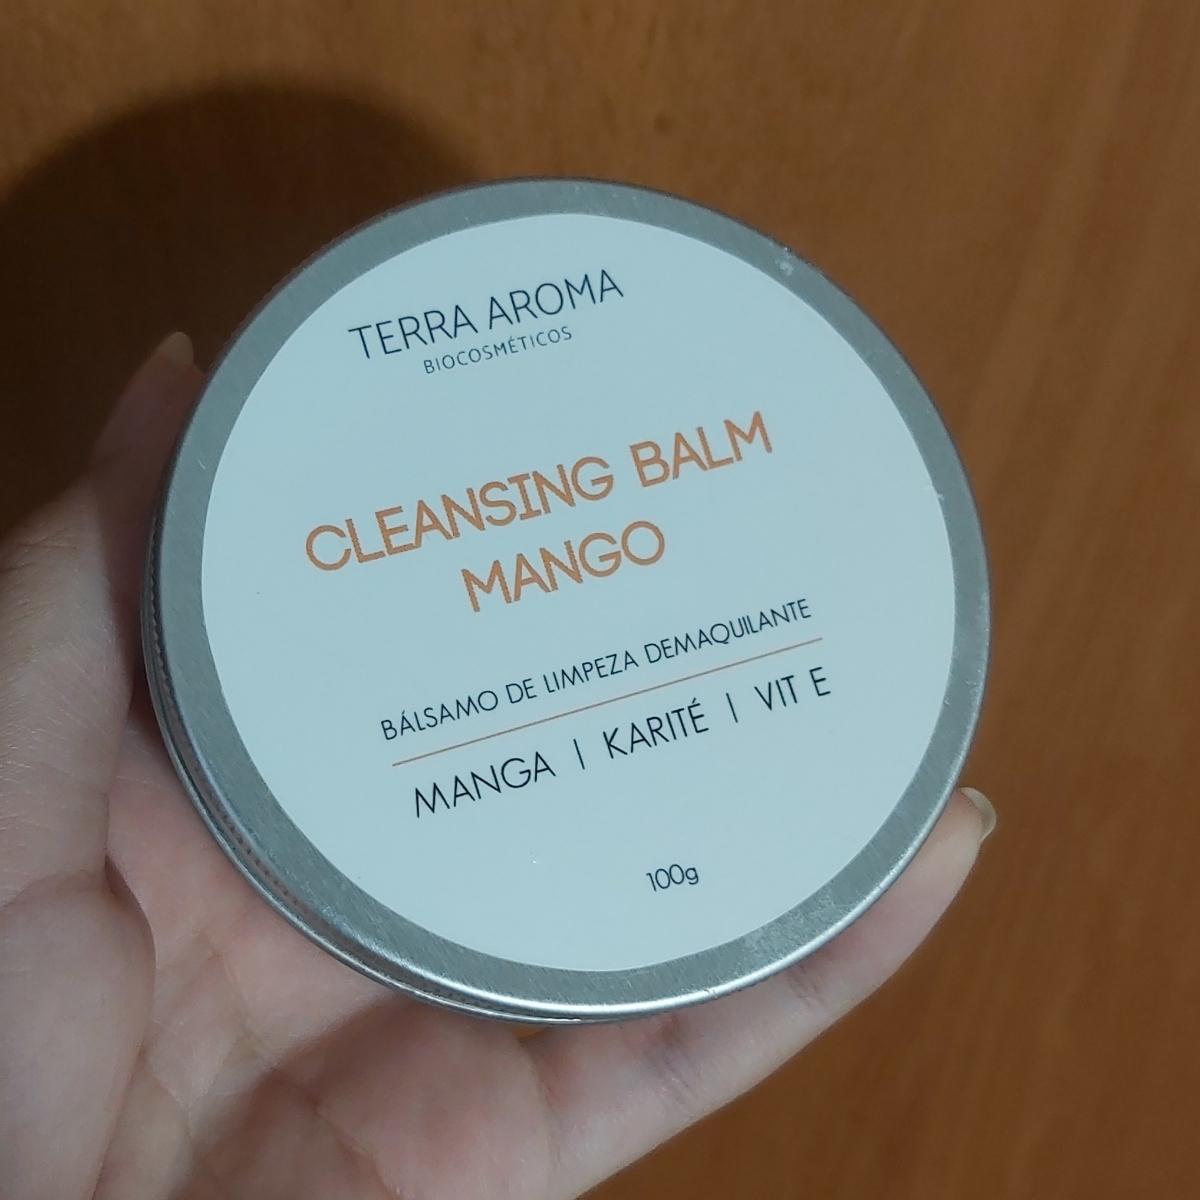 TERRA AROMA
BIOCOSMÉTICOS
CLEANSING BALM
MANGO
BÁLSAMO DE LIMPEZA DEMAQUILANTE
MANGA | KARITÉ | VIT E
100g